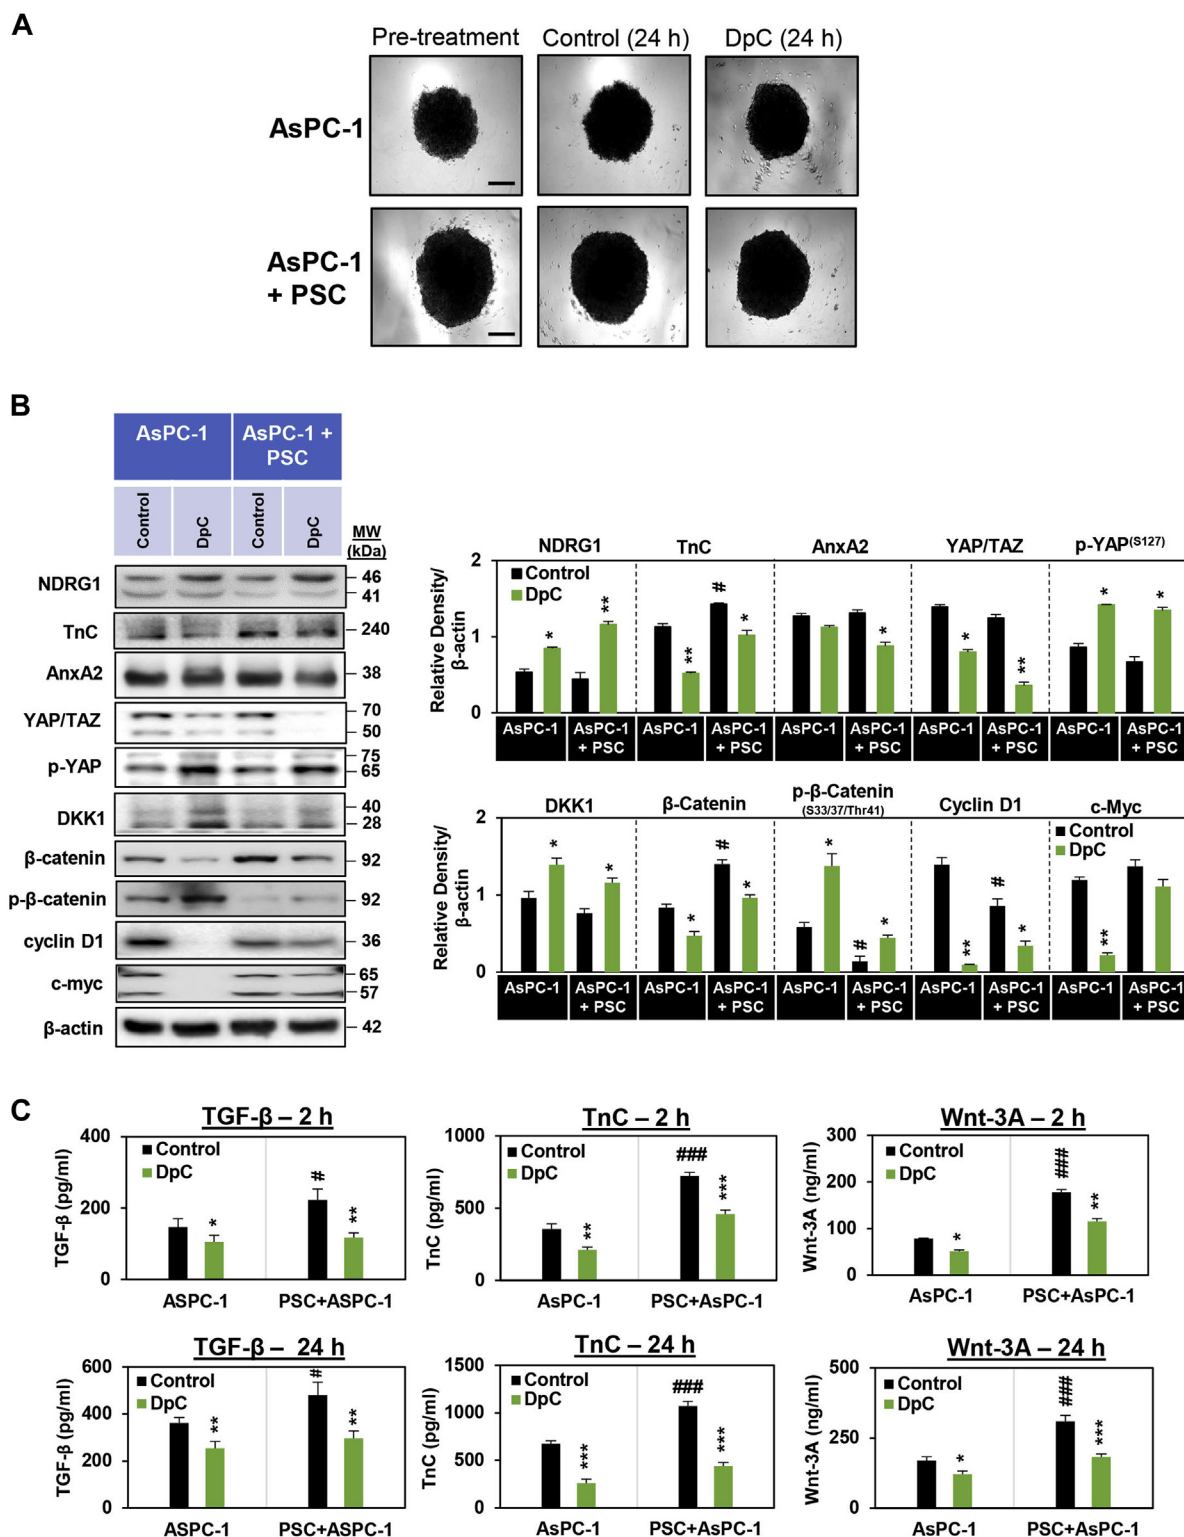 A
Pre-treatment Control (24 h) DpC (24 h)
AsPC-1
AsPC-1
+ PSC
B
AsPC-1 AsPC-1 +
PSC
Control DpC Control DpC MW
(kDa)
NDRG1 46
41
TnC 240
AnxA2 38
YAP/TAZ 70
50
p-YAP 75
65
DKK1 40
28
β-catenin 92
p-β-catenin 92
cyclin D1 36
c-myc 65
57
β-actin 42
NDRG1 TnC AnxA2 YAP/TAZ p-YAP(S127)
Relative Density/
β-actin
2
1
0
Control
DpC
* ** # ** * * * ** * *
AsPC-1 AsPC-1 AsPC-1 AsPC-1 AsPC-1 AsPC-1 AsPC-1 AsPC-1 AsPC-1 AsPC-1
+ PSC + PSC + PSC + PSC + PSC
DKK1 β-Catenin p-β-Catenin Cyclin D1 c-Myc
(S33/37/Thr41)
Relative Density/
β-actin
2
1
0
Control
DpC
* * * # * * # * ** # * **
AsPC-1 AsPC-1 AsPC-1 AsPC-1 AsPC-1 AsPC-1 AsPC-1 AsPC-1 AsPC-1 AsPC-1
+ PSC + PSC + PSC + PSC + PSC
C
TGF-β – 2 h
TGF-β (pg/ml)
400
200
0
Control
DpC
* # **
ASPC-1 PSC+ASPC-1
TnC – 2 h
TnC (pg/ml)
1000
500
0
Control
DpC
** ### ***
AsPC-1 PSC+AsPC-1
Wnt-3A – 2 h
Wnt-3A (ng/ml)
300
200
100
0
Control
DpC
* ### **
AsPC-1 PSC+AsPC-1
TGF-β – 24 h
TGF-β (pg/ml)
600
400
200
0
Control
DpC
** # **
ASPC-1 PSC+ASPC-1
TnC – 24 h
TnC (pg/ml)
1500
1000
500
0
Control
DpC
*** ### ***
AsPC-1 PSC+AsPC-1
Wnt-3A – 24 h
Wnt-3A (ng/ml)
500
250
0
Control
DpC
* ### ***
AsPC-1 PSC+AsPC-1